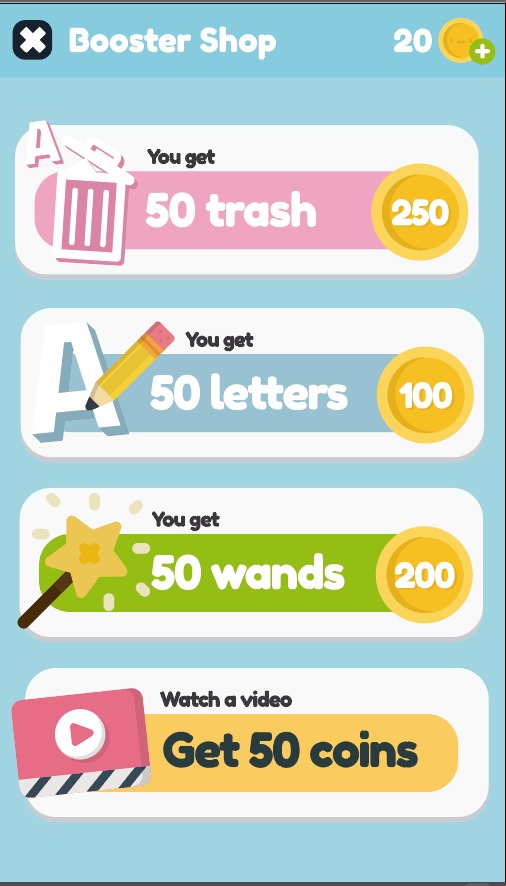 Booster Shop
20
You get
50 trash
250
You get
50 letters
100
You get
50 wands
200
Watch a video
Get 50 coins